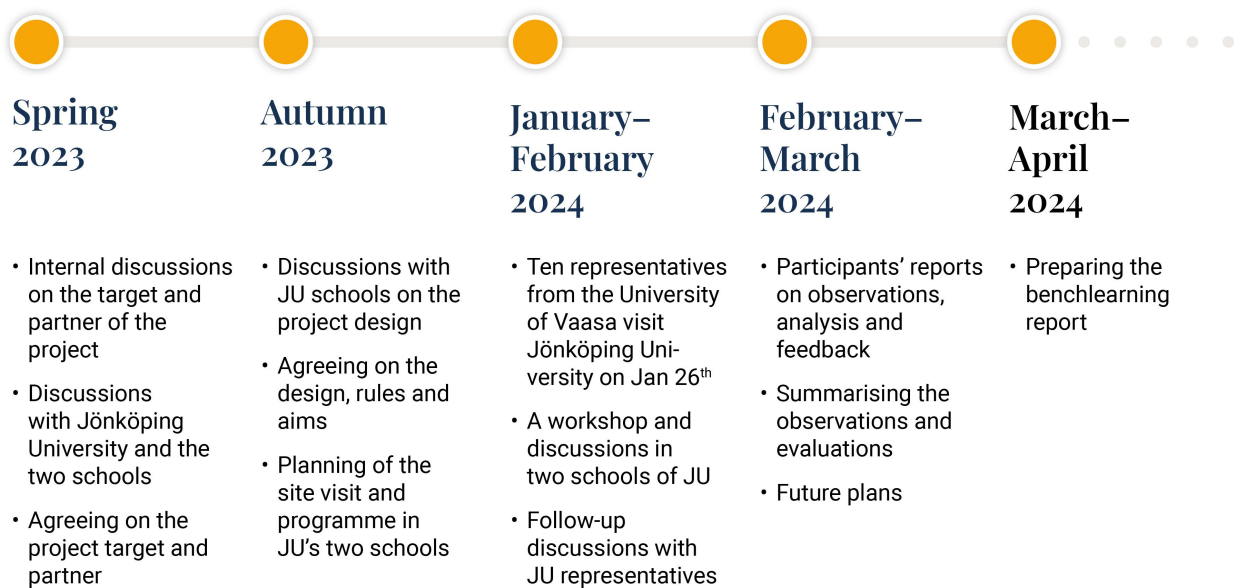 Spring
2023
• Internal discussions
on the target and
partner of the
project
• Discussions
with Jönköping
University and the
two schools
• Agreeing on the
project target and
partner
Autumn
2023
• Discussions with
JU schools on the
project design
• Agreeing on the
design, rules and
aims
• Planning of the
site visit and
programme in
JU’s two schools
January–
February
2024
• Ten representatives
from the University
of Vaasa visit
Jönköping Uni-
versity on Jan 26th
• A workshop and
discussions in
two schools of JU
• Follow-up
discussions with
JU representatives
February–
March
2024
• Participants’ reports
on observations,
analysis and
feedback
• Summarising the
observations and
evaluations
• Future plans
March–
April
2024
• Preparing the
benchlearning
report